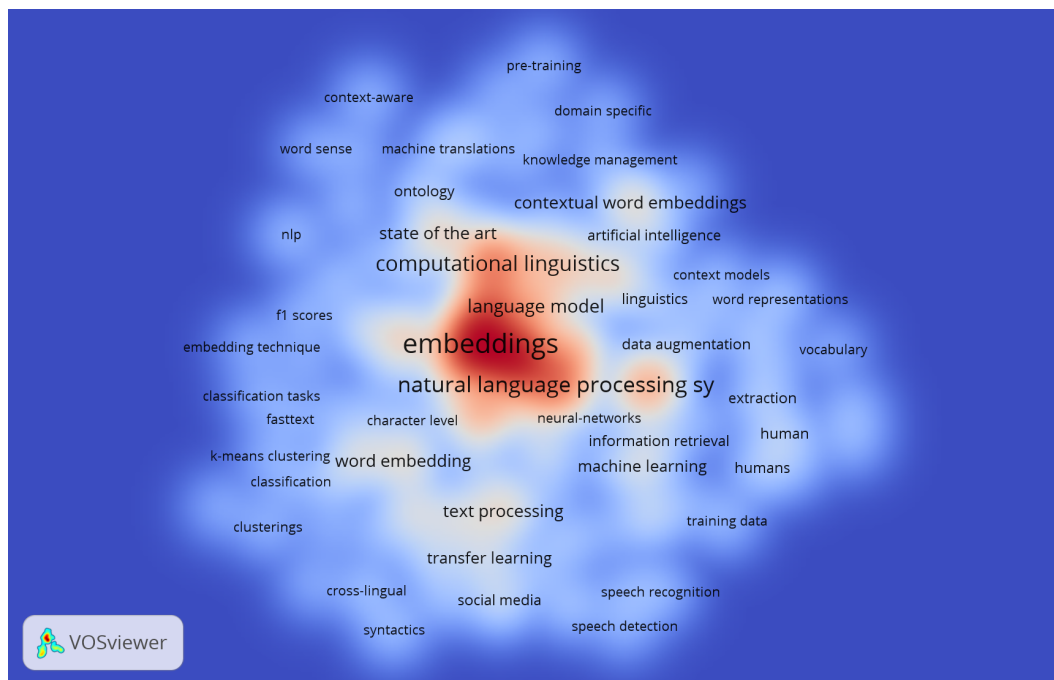 pre-training
context-aware
domain specific
word sense
machine translations
knowledge management
ontology
contextual word embeddings
nlp
state of the art
artificial intelligence
computational linguistics
context models
language model
linguistics
word representations
f1 scores
embeddings
data augmentation
embedding technique
vocabulary
natural language processing sy
classification tasks
extraction
fasttext
character level
neural-networks
human
information retrieval
k-means clustering
word embedding
machine learning
humans
classification
text processing
training data
clusterings
transfer learning
cross-lingual
social media
speech recognition
syntactics
speech detection
VOSviewer